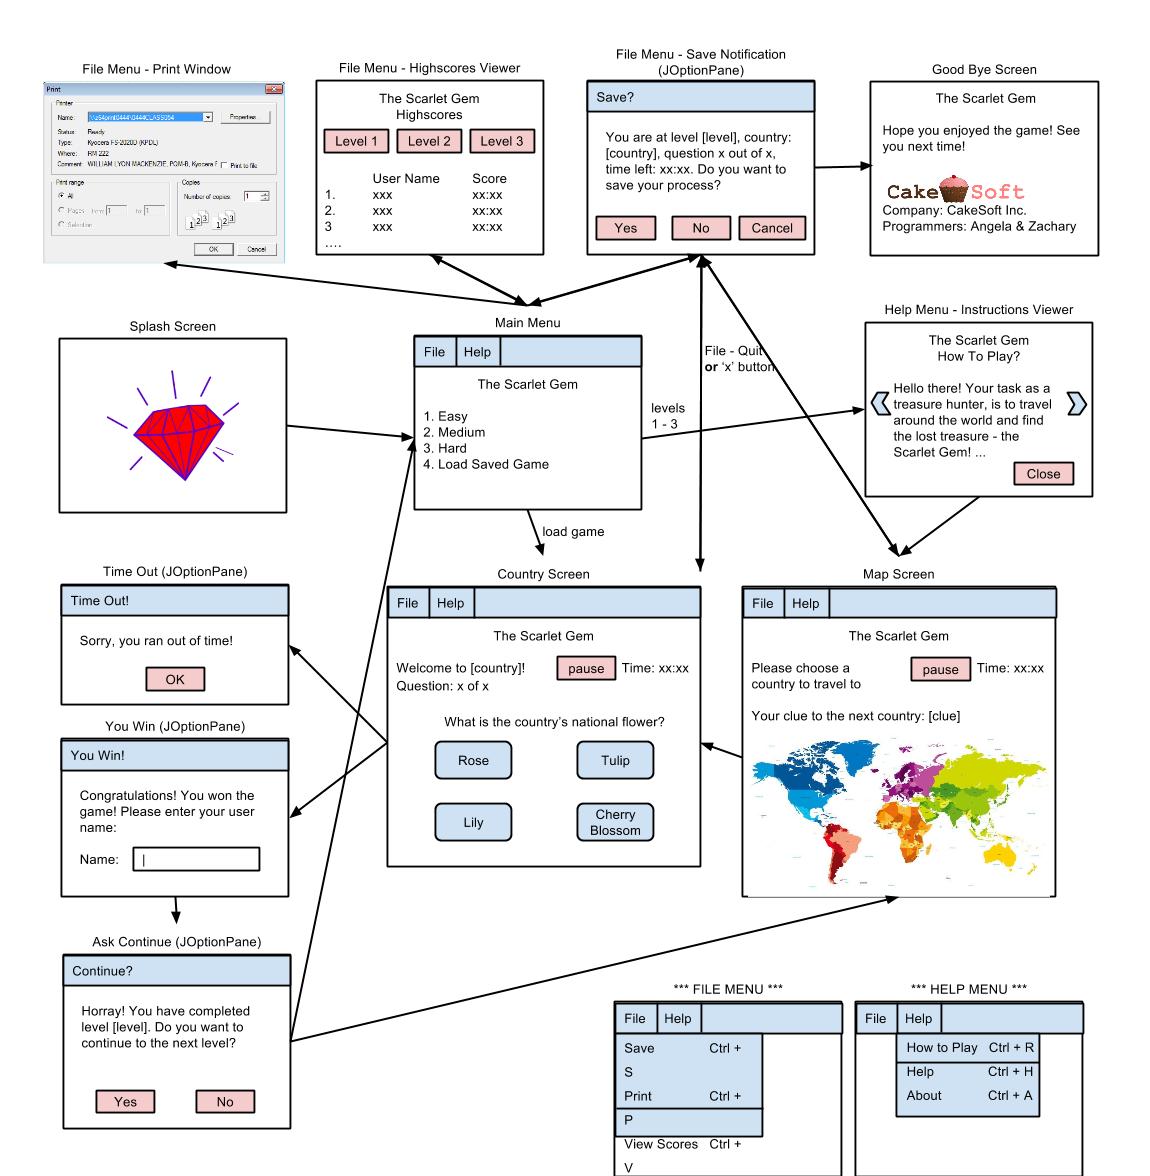 File Menu - Print Window
Print
Printer
Name:
\\zs4print0444\0444CLASS054
Properties...
Status: Ready
Type: Kyocera FS-2020D (KPDL)
Where: RM 222
Comment: WILLIAM LYON MACKENZIE, POM-B, Kyocera F
Print to file
Print range
All
Pages from: 1 to: 1
Selection
Copies
Number of copies: 1
1 2 3
1 2 3
OK
Cancel
File Menu - Highscores Viewer
The Scarlet Gem
Highscores
Level 1
Level 2
Level 3
User Name Score
1. xxx xx:xx
2. xxx xx:xx
3 xxx xx:xx
....
File Menu - Save Notification
(JOptionPane)
Save?
You are at level [level], country:
[country], question x out of x,
time left: xx:xx. Do you want to
save your process?
Yes
No
Cancel
Good Bye Screen
The Scarlet Gem
Hope you enjoyed the game! See
you next time!
Cake Soft
Company: CakeSoft Inc.
Programmers: Angela & Zachary
Splash Screen
Main Menu
File
Help
The Scarlet Gem
1. Easy
2. Medium
3. Hard
4. Load Saved Game
File - Quit
or 'x' button
levels
1 - 3
load game
Help Menu - Instructions Viewer
The Scarlet Gem
How To Play?
Hello there! Your task as a
treasure hunter, is to travel
around the world and find
the lost treasure - the
Scarlet Gem! ...
Close
Time Out (JOptionPane)
Time Out!
Sorry, you ran out of time!
OK
Country Screen
File
Help
The Scarlet Gem
Welcome to [country]!
Question: x of x
pause
Time: xx:xx
What is the country's national flower?
Rose
Tulip
Lily
Cherry
Blossom
Map Screen
File
Help
The Scarlet Gem
Please choose a
country to travel to
pause
Time: xx:xx
Your clue to the next country: [clue]
You Win (JOptionPane)
You Win!
Congratulations! You won the
game! Please enter your user
name:
Name: |
Ask Continue (JOptionPane)
Continue?
Horray! You have completed
level [level]. Do you want to
continue to the next level?
Yes
No
*** FILE MENU ***
File
Help
Save Ctrl +
S
Print Ctrl +
P
View Scores Ctrl +
V
*** HELP MENU ***
File
Help
How to Play Ctrl + R
Help Ctrl + H
About Ctrl + A